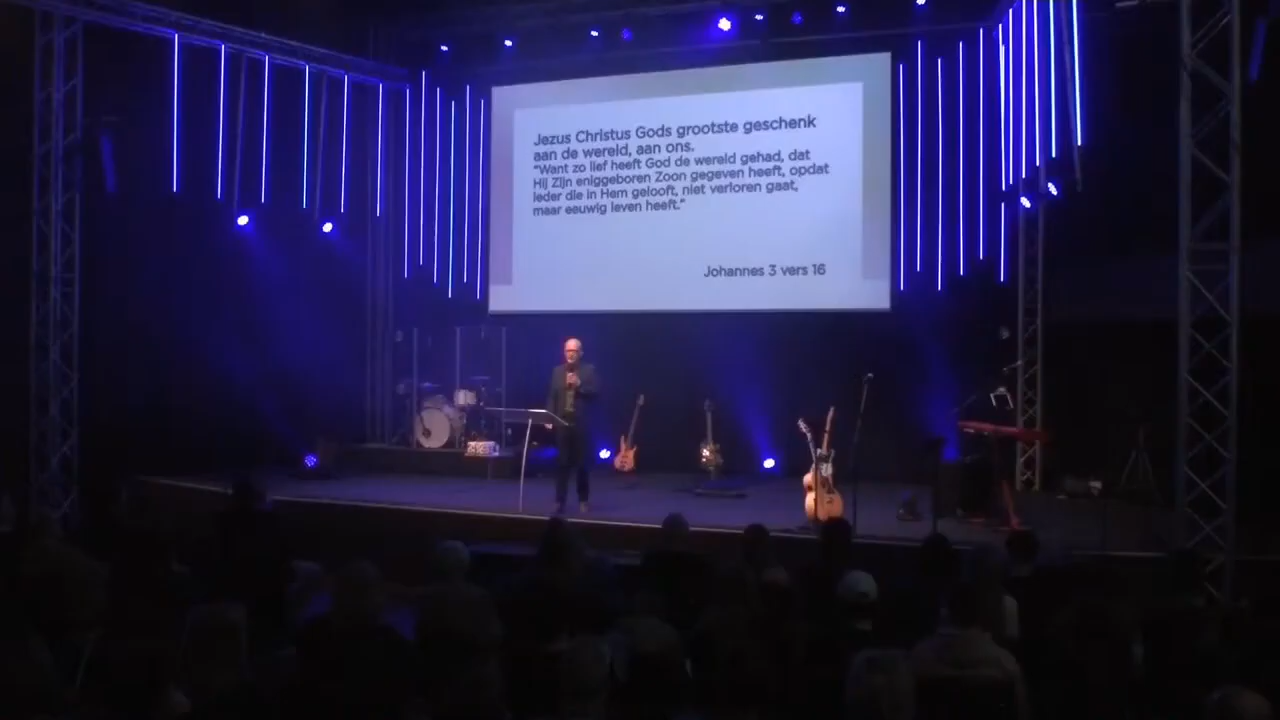 Jezus Christus Gods grootste geschenk
aan de wereld, aan ons.
“Want zo lief heeft God de wereld gehad, dat
Hij Zijn eniggeboren Zoon gegeven heeft, opdat
ieder die in Hem gelooft, niet verloren gaat,
maar eeuwig leven heeft.”
Johannes 3 vers 16